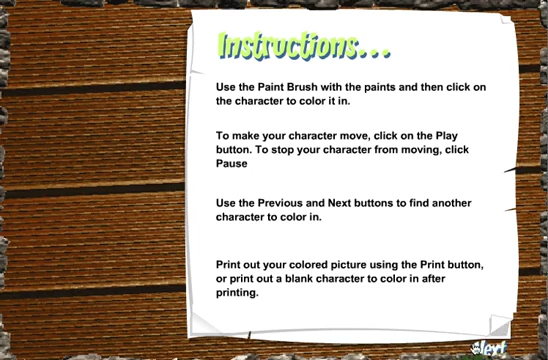 Instructions...
Use the Paint Brush with the paints and then click on
the character to color it in.
To make your character move, click on the Play
button. To stop your character from moving, click
Pause
Use the Previous and Next buttons to find another
character to color in.
Print out your colored picture using the Print button,
or print out a blank character to color in after
printing.